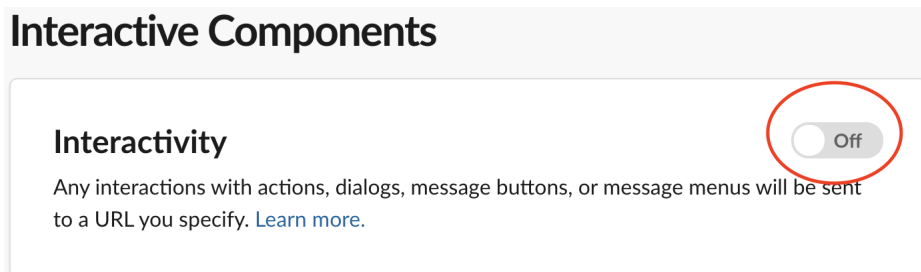 Interactive Components
Interactivity
Off
Any interactions with actions, dialogs, message buttons, or message menus will be sent
to a URL you specify. Learn more.